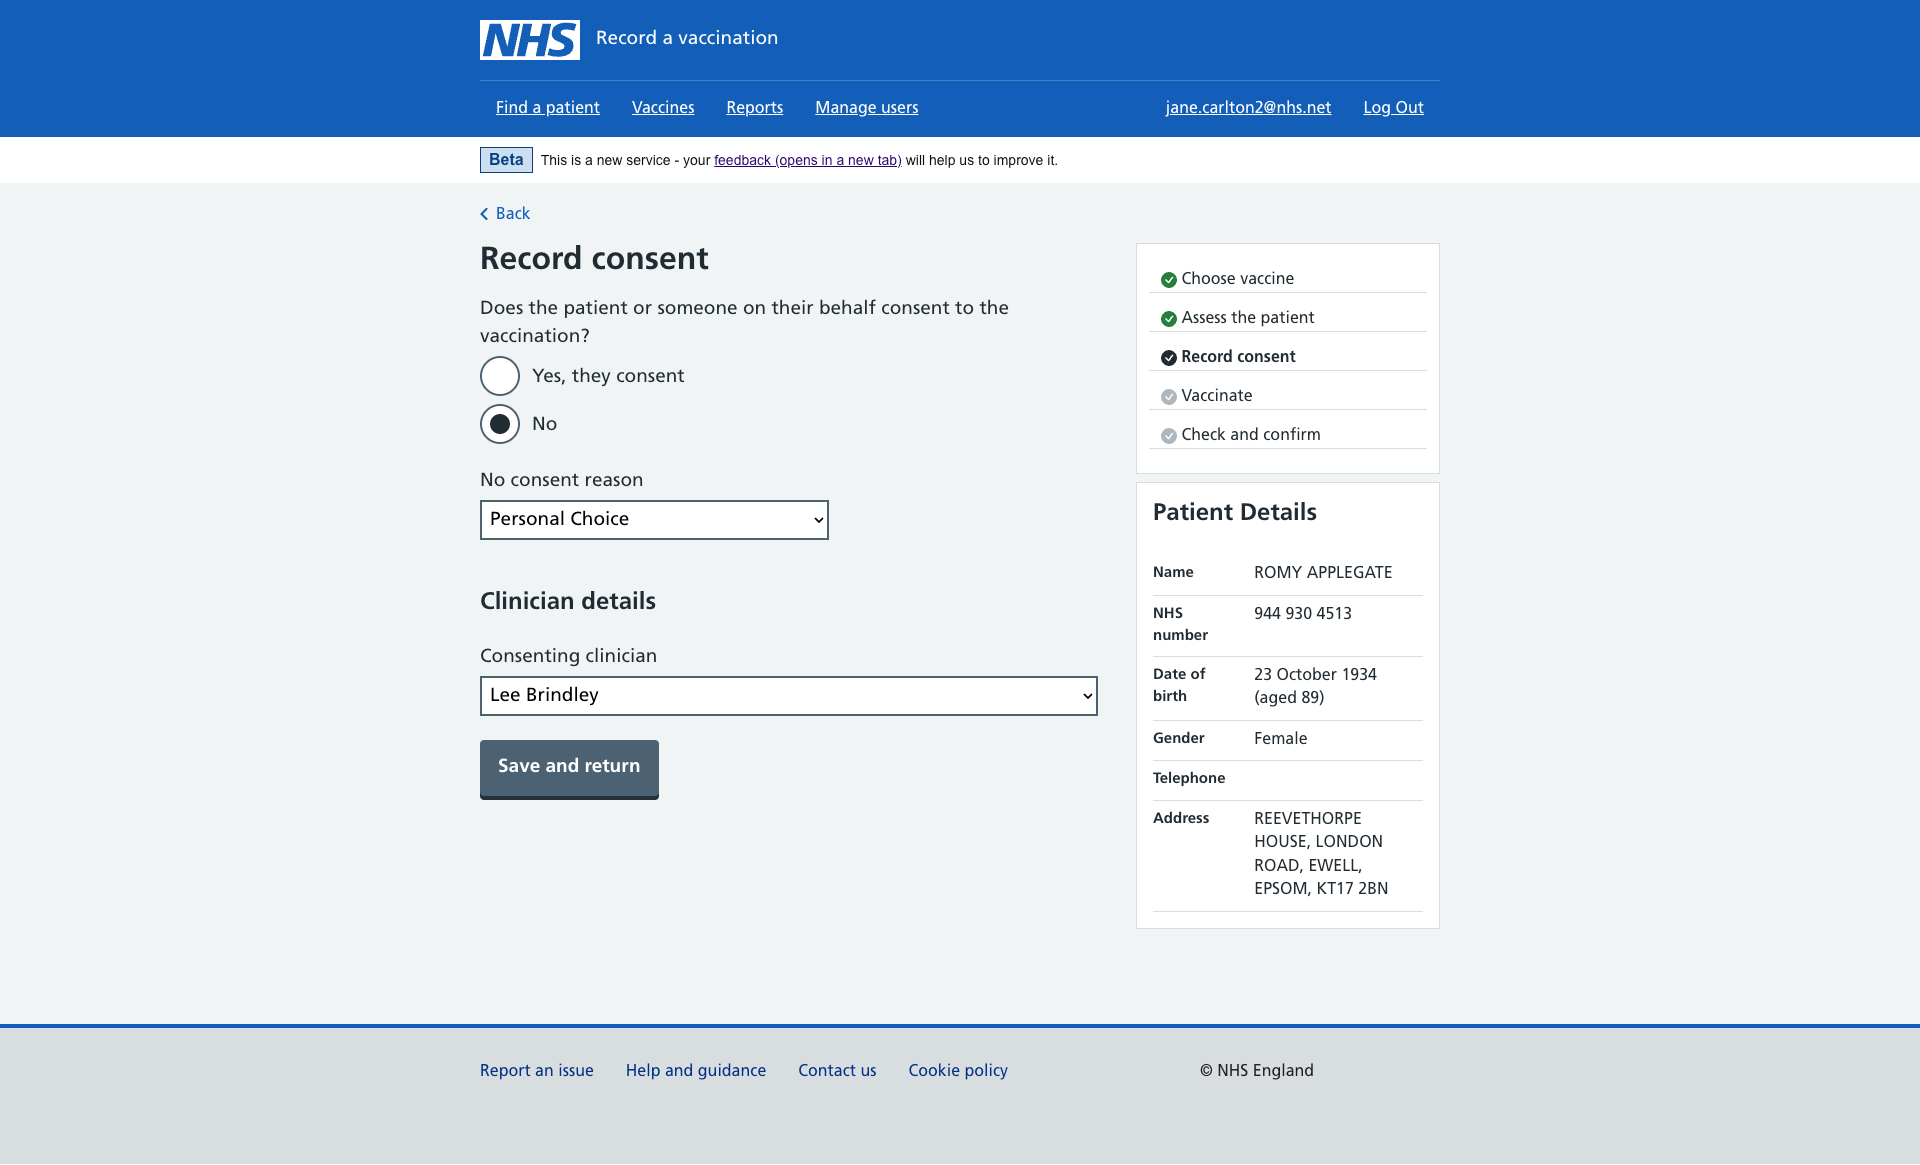 NHS Record a vaccination
Find a patient Vaccines Reports Manage users jane.carlton2@nhs.net Log Out
Beta This is a new service - your feedback (opens in a new tab) will help us to improve it.
Back
Record consent
Does the patient or someone on their behalf consent to the
vaccination?
Yes, they consent
No
No consent reason
Personal Choice
Clinician details
Consenting clinician
Lee Brindley
Save and return
Choose vaccine
Assess the patient
Record consent
Vaccinate
Check and confirm
Patient Details
Name ROMY APPLEGATE
NHS number 944 930 4513
Date of birth 23 October 1934
(aged 89)
Gender Female
Telephone
Address REEVETHORPE
HOUSE, LONDON
ROAD, EWELL,
EPSOM, KT17 2BN
Report an issue Help and guidance Contact us Cookie policy © NHS England